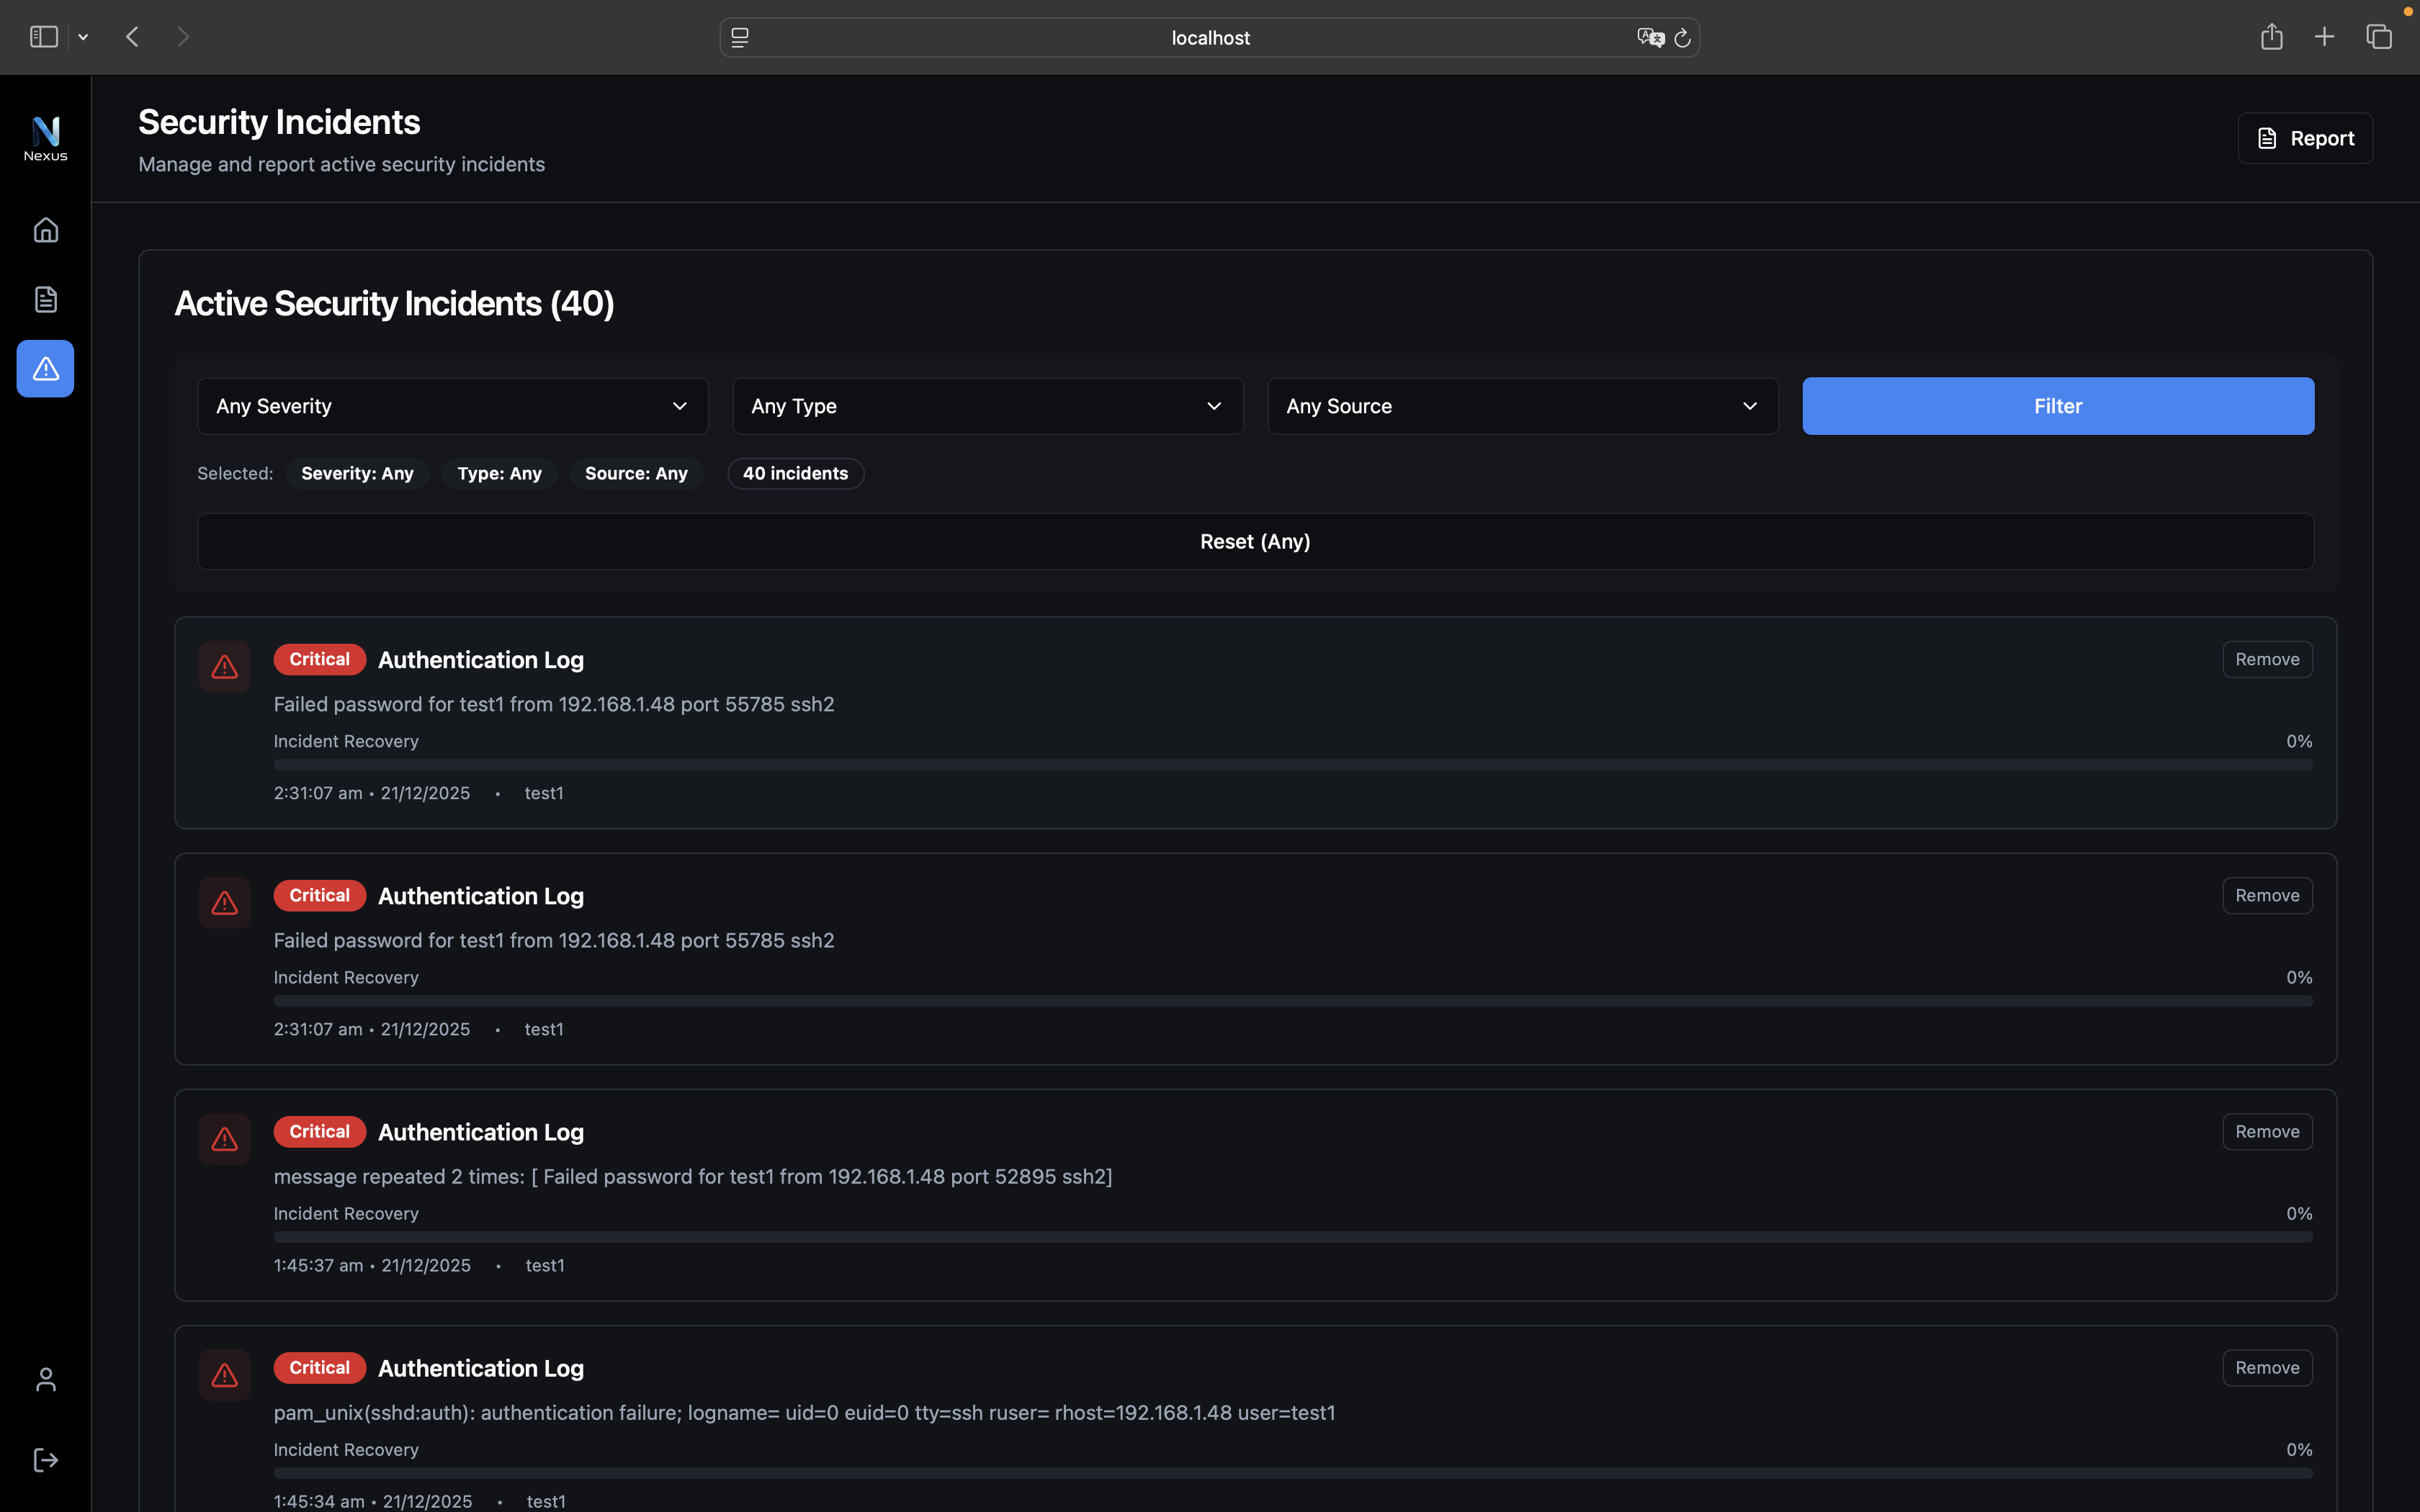 localhost
Nexus
Security Incidents
Manage and report active security incidents
Report
Active Security Incidents (40)
Any Severity
Any Type
Any Source
Filter
Selected: Severity: Any Type: Any Source: Any 40 incidents
Reset (Any)
Critical Authentication Log Remove
Failed password for test1 from 192.168.1.48 port 55785 ssh2
Incident Recovery 0%
2:31:07 am • 21/12/2025 • test1
Critical Authentication Log Remove
Failed password for test1 from 192.168.1.48 port 55785 ssh2
Incident Recovery 0%
2:31:07 am • 21/12/2025 • test1
Critical Authentication Log Remove
message repeated 2 times: [ Failed password for test1 from 192.168.1.48 port 52895 ssh2]
Incident Recovery 0%
1:45:37 am • 21/12/2025 • test1
Critical Authentication Log Remove
pam_unix(sshd:auth): authentication failure; logname= uid=0 euid=0 tty=ssh ruser= rhost=192.168.1.48 user=test1
Incident Recovery 0%
1:45:34 am • 21/12/2025 • test1